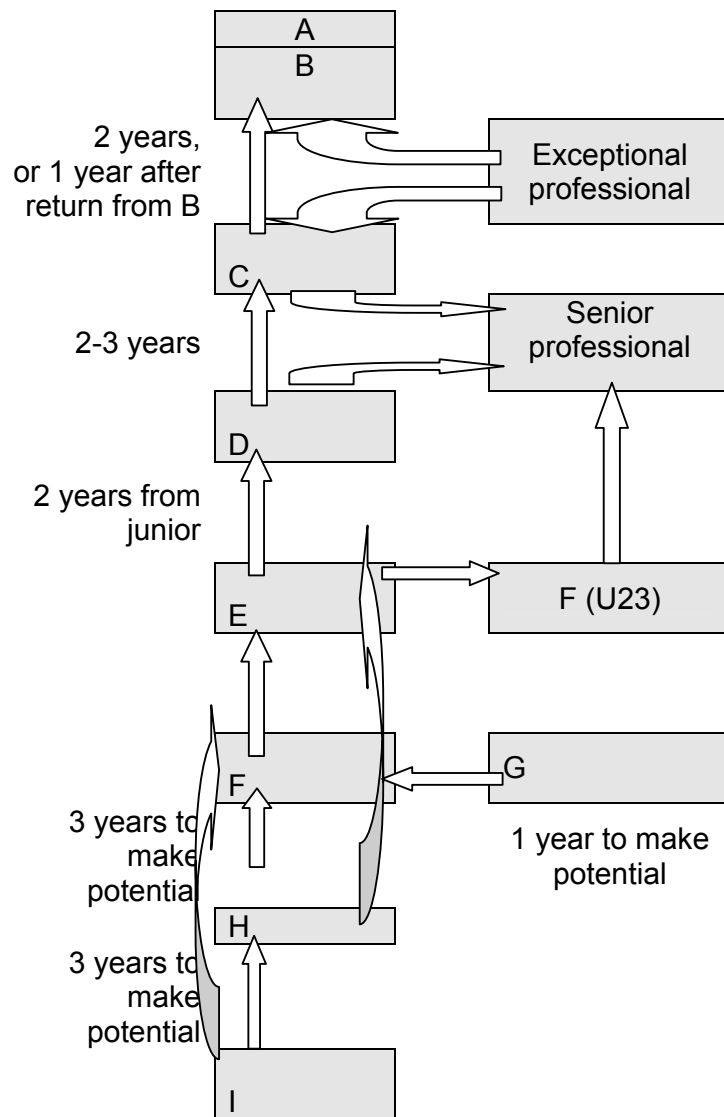 A
B
2 years,
or 1 year after
return from B
Exceptional
professional
C
2-3 years
Senior
professional
D
2 years from
junior
E
F (U23)
F
G
3 years to
make
potential
1 year to make
potential
H
3 years to
make
potential
I